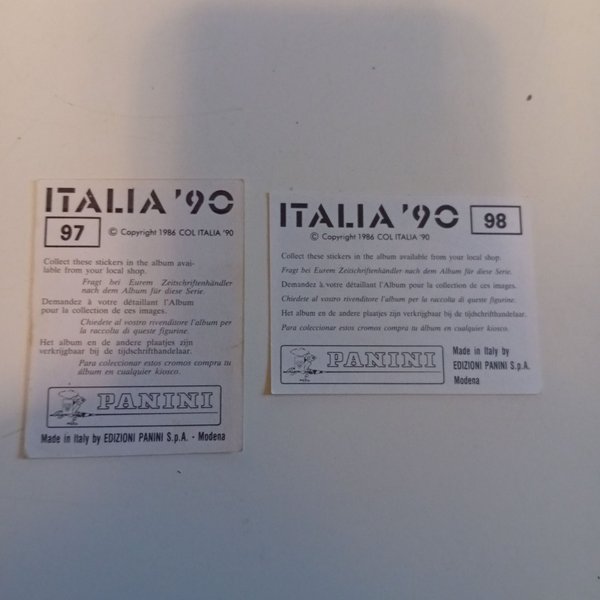 ITALIA '90
97
© Copyright 1986 COL ITALIA '90
Collect these stickers in the album avai-
lable from your local shop.
Fragt bei Eurem Zeitschriftenhändler
nach dem Album für diese Serie.
Demandez à votre détaillant l'Album
pour la collection de ces images.
Chiedete al vostro rivenditore l'album per
la raccolta di queste figurine.
Het album en de andere plaatjes zijn
verkrijgbaar bij de tijdschrifthandelaar.
Para coleccionar estos cromos compra tu
álbum en cualquier kiosco.
PANINI
Made in Italy by EDIZIONI PANINI S.p.A. - Modena
ITALIA '90
98
© Copyright 1986 COL ITALIA '90
Collect these stickers in the album available from your local shop.
Fragt bei Eurem Zeitschriftenhändler nach dem Album für diese Serie.
Demandez à votre détaillant l'Album pour la collection de ces images.
Chiedete al vostro rivenditore l'album per la raccolta di queste figurine.
Het album en de andere plaatjes zijn verkrijgbaar bij de tijdschrifthandelaar.
Para coleccionar estos cromos compra tu álbum en cualquier kiosco.
PANINI
Made in Italy by
EDIZIONI PANINI S.p.A.
Modena